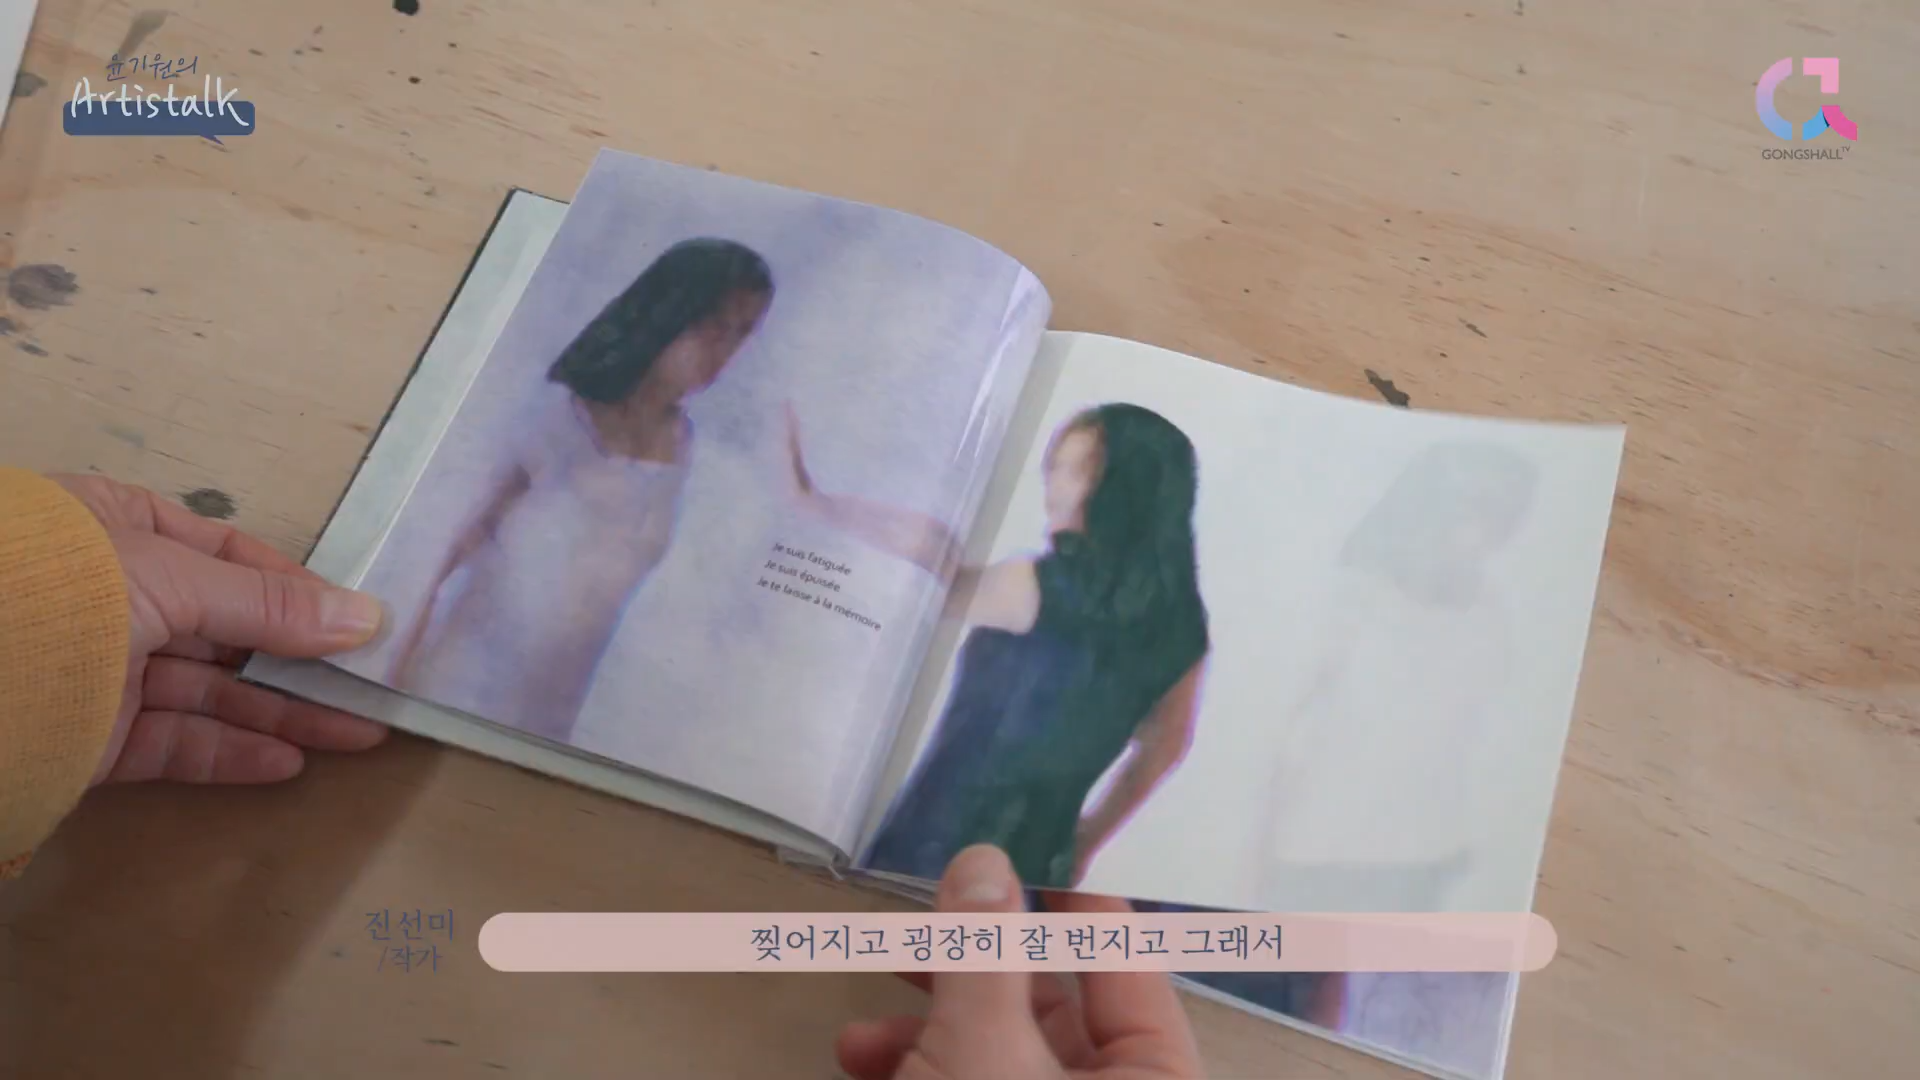 윤기원의
Artistalk
GONGSHALL TV
Je suis fatiguée
Je suis épuisée
Je te laisse à la mémoire
진선미
/작가
찢어지고 굉장히 잘 번지고 그래서